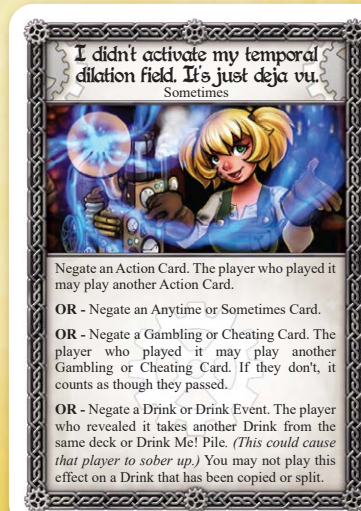 I didn't activate my temporal
dilation field. It's just deja vu.
Sometimes
Negate an Action Card. The player who played it
may play another Action Card.
OR - Negate an Anytime or Sometimes Card.
OR - Negate a Gambling or Cheating Card. The
player who played it may play another
Gambling or Cheating Card. If they don't, it
counts as though they passed.
OR - Negate a Drink or Drink Event. The player
who revealed it takes another Drink from the
same deck or Drink Me! Pile. (This could cause
that player to sober up.) You may not play this
effect on a Drink that has been copied or split.